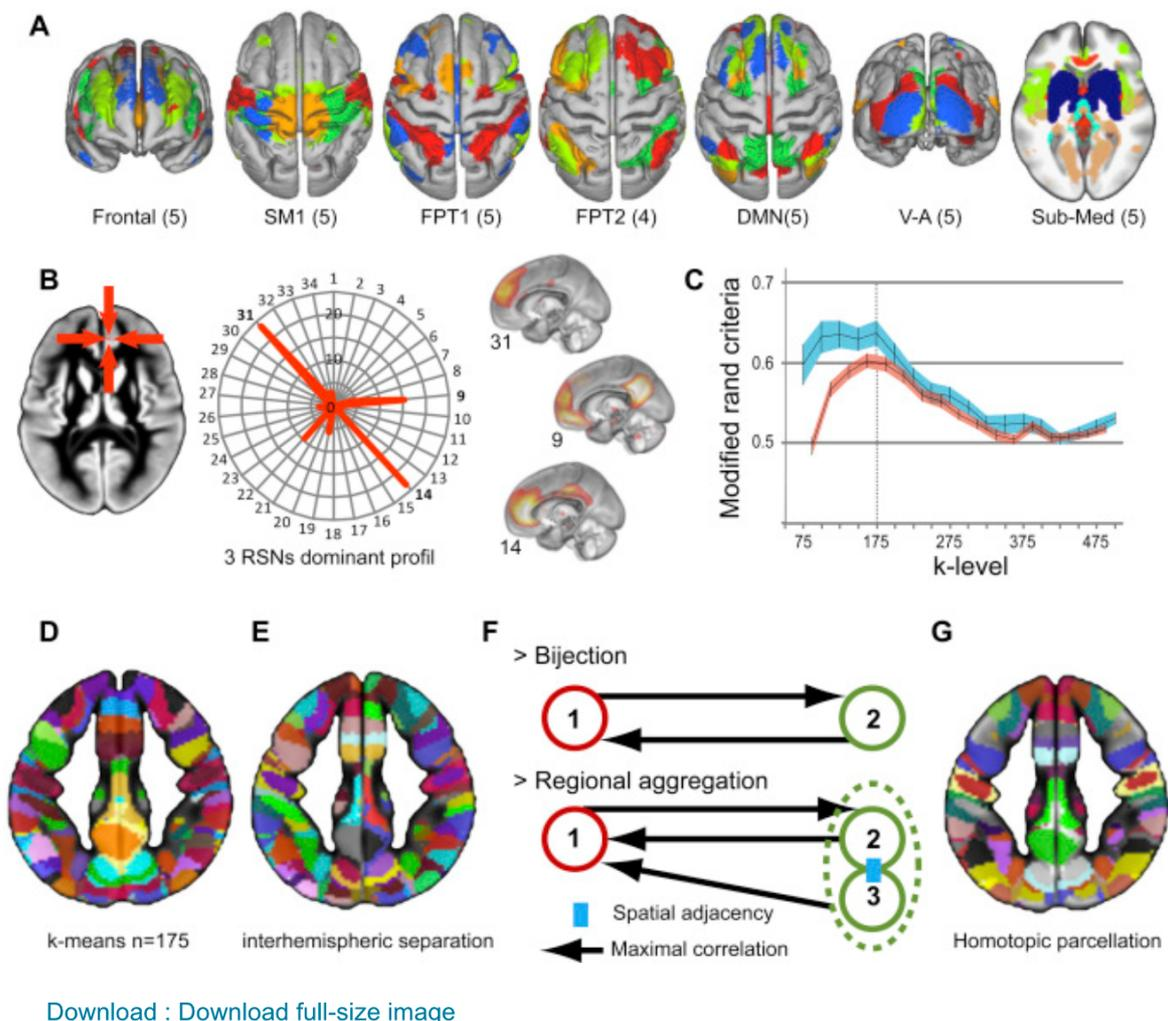 A
Frontal (5)
SM1 (5)
FPT1 (5)
FPT2 (4)
DMN(5)
V-A (5)
Sub-Med (5)
B
1
2
3
4
5
6
7
8
9
10
11
12
13
14
15
16
17
18
19
20
21
22
23
24
25
26
27
28
29
30
31
32
33
34
20
10
0
3 RSNs dominant profil
31
9
14
C
Modified rand criteria
0.7
0.6
0.5
75
175
275
375
475
k-level
D
k-means n=175
E
interhemispheric separation
F
> Bijection
1
2
> Regional aggregation
1
2
3
Spatial adjacency
Maximal correlation
G
Homotopic parcellation
Download : Download full-size image